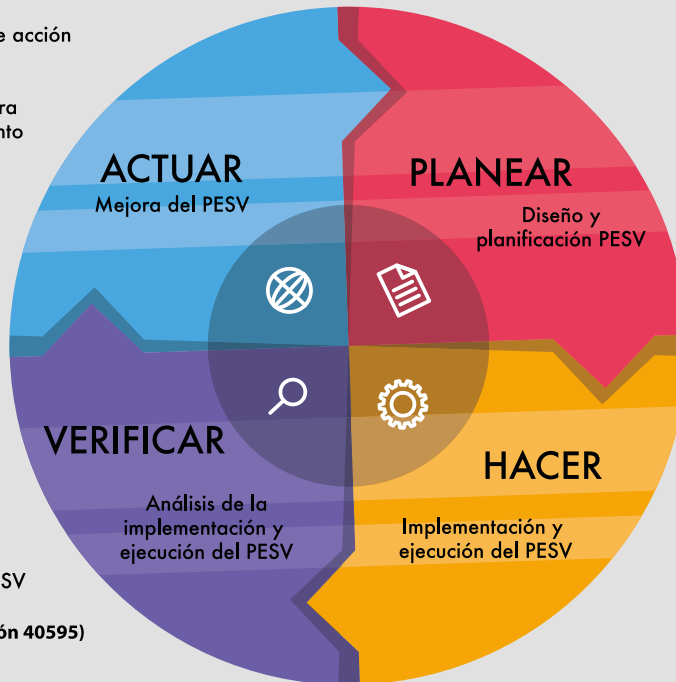 e acción
ra
nto
ACTUAR
Mejora del PESV
PLANEAR
Diseño y
planificación PESV
VERIFICAR
Análisis de la
implementación y
ejecución del PESV
HACER
Implementación y
ejecución del PESV
SV
ón 40595)